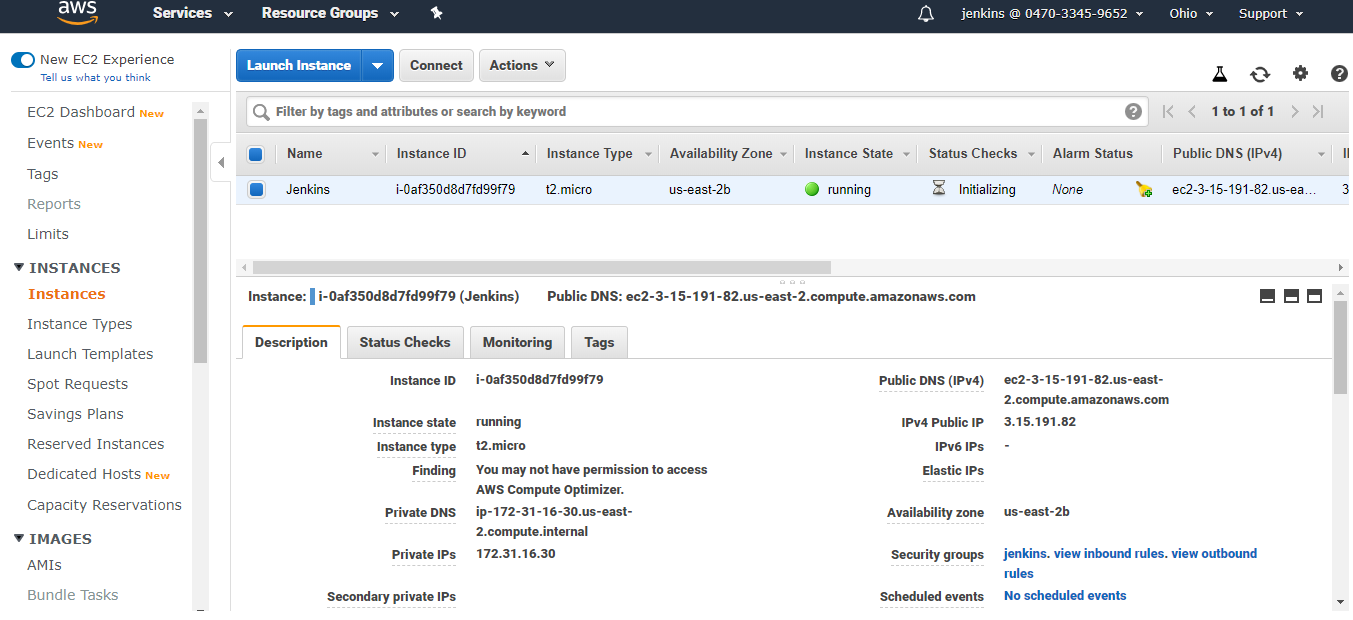 aws
Services
Resource Groups
jenkins @ 0470-3345-9652
Ohio
Support
New EC2 Experience
Tell us what you think
EC2 Dashboard New
Events New
Tags
Reports
Limits
INSTANCES
Instances
Instance Types
Launch Templates
Spot Requests
Savings Plans
Reserved Instances
Dedicated Hosts New
Capacity Reservations
IMAGES
AMIs
Bundle Tasks
Launch Instance
Connect
Actions
Filter by tags and attributes or search by keyword
1 to 1 of 1
Name Instance ID Instance Type Availability Zone Instance State Status Checks Alarm Status Public DNS (IPv4)
Jenkins i-0af350d8d7fd99f79 t2.micro us-east-2b running Initializing None ec2-3-15-191-82.us-ea... 3
Instance: i-0af350d8d7fd99f79 (Jenkins) Public DNS: ec2-3-15-191-82.us-east-2.compute.amazonaws.com
Description
Status Checks
Monitoring
Tags
Instance ID i-0af350d8d7fd99f79
Instance state running
Instance type t2.micro
Finding You may not have permission to access
AWS Compute Optimizer.
Private DNS ip-172-31-16-30.us-east-
2.compute.internal
Private IPs 172.31.16.30
Secondary private IPs
Public DNS (IPv4) ec2-3-15-191-82.us-east-
2.compute.amazonaws.com
IPv4 Public IP 3.15.191.82
IPv6 IPs -
Elastic IPs
Availability zone us-east-2b
Security groups jenkins. view inbound rules. view outbound
rules
Scheduled events No scheduled events